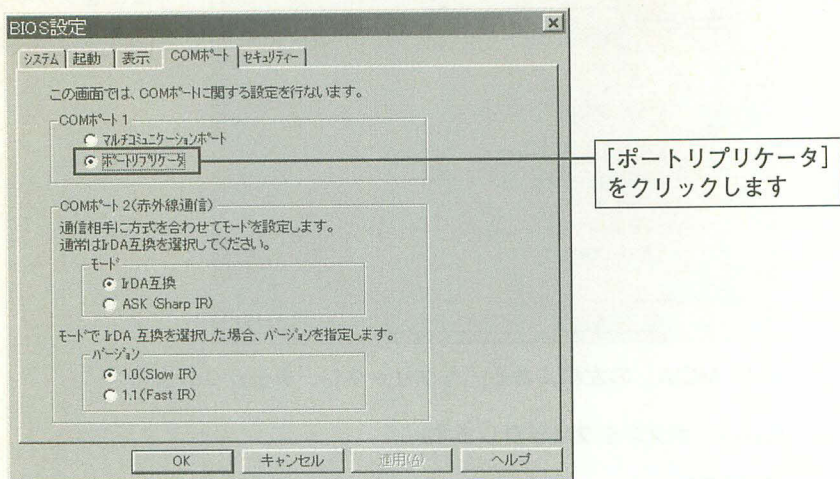 BIOS設定
システム 起動 表示 COMポート セキュリティー
この画面では、COMポートに関する設定を行ないます。
COMポート 1
マルチコミュニケーションポート
ポートリプリケータ
[ポートリプリケータ]
をクリックします
COMポート 2(赤外線通信)
通信相手に方式を合わせてモードを設定します。
通常はIrDA互換を選択してください。
モード
IrDA互換
ASK (Sharp IR)
モードで IrDA 互換を選択した場合、バージョンを指定します。
バージョン
1.0(Slow IR)
1.1(Fast IR)
OK キャンセル 適用(A) ヘルプ